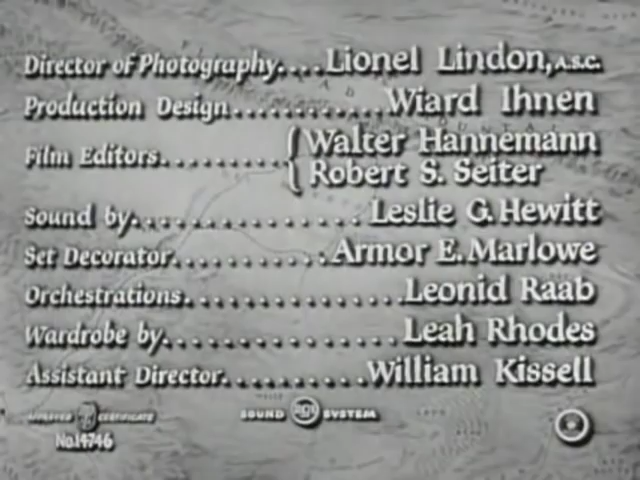 Director of Photography....Lionel Lindon, A.S.C.
Production Design............Wiard Ihnen
Film Editors..........{Walter Hannemann
Robert S. Seiter
Sound by.................Leslie G. Hewitt
Set Decorator...........Armor E. Marlowe
Orchestrations...............Leonid Raab
Wardrobe by.................Leah Rhodes
Assistant Director..........William Kissell
CERTIFICATE
No.14746
SOUND RCA SYSTEM